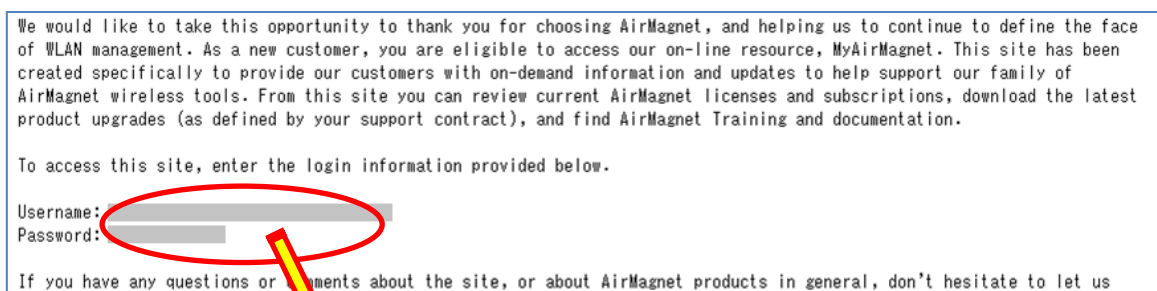 We would like to take this opportunity to thank you for choosing AirMagnet, and helping us to continue to define the face
of WLAN management. As a new customer, you are eligible to access our on-line resource, MyAirMagnet. This site has been
created specifically to provide our customers with on-demand information and updates to help support our family of
AirMagnet wireless tools. From this site you can review current AirMagnet licenses and subscriptions, download the latest
product upgrades (as defined by your support contract), and find AirMagnet Training and documentation.
To access this site, enter the login information provided below.
Username:
Password:
If you have any questions or ments about the site, or about AirMagnet products in general, don't hesitate to let us